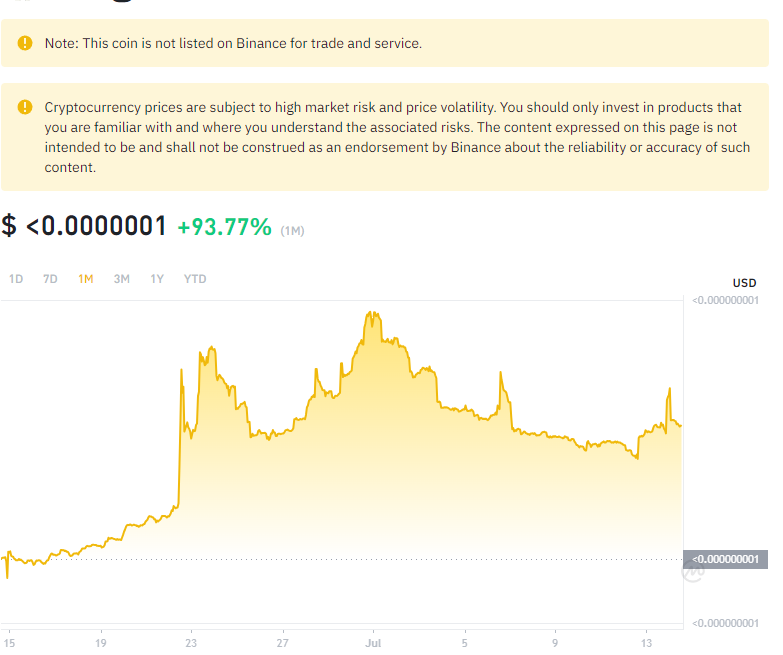 Note: This coin is not listed on Binance for trade and service.
Cryptocurrency prices are subject to high market risk and price volatility. You should only invest in products that
you are familiar with and where you understand the associated risks. The content expressed on this page is not
intended to be and shall not be construed as an endorsement by Binance about the reliability or accuracy of such
content.
$ <0.0000001 +93.77% (1M)
1D 7D 1M 3M 1Y YTD
USD
<0.000000001
<0.000000001
<0.000000001
15 19 23 27 Jul 5 9 13